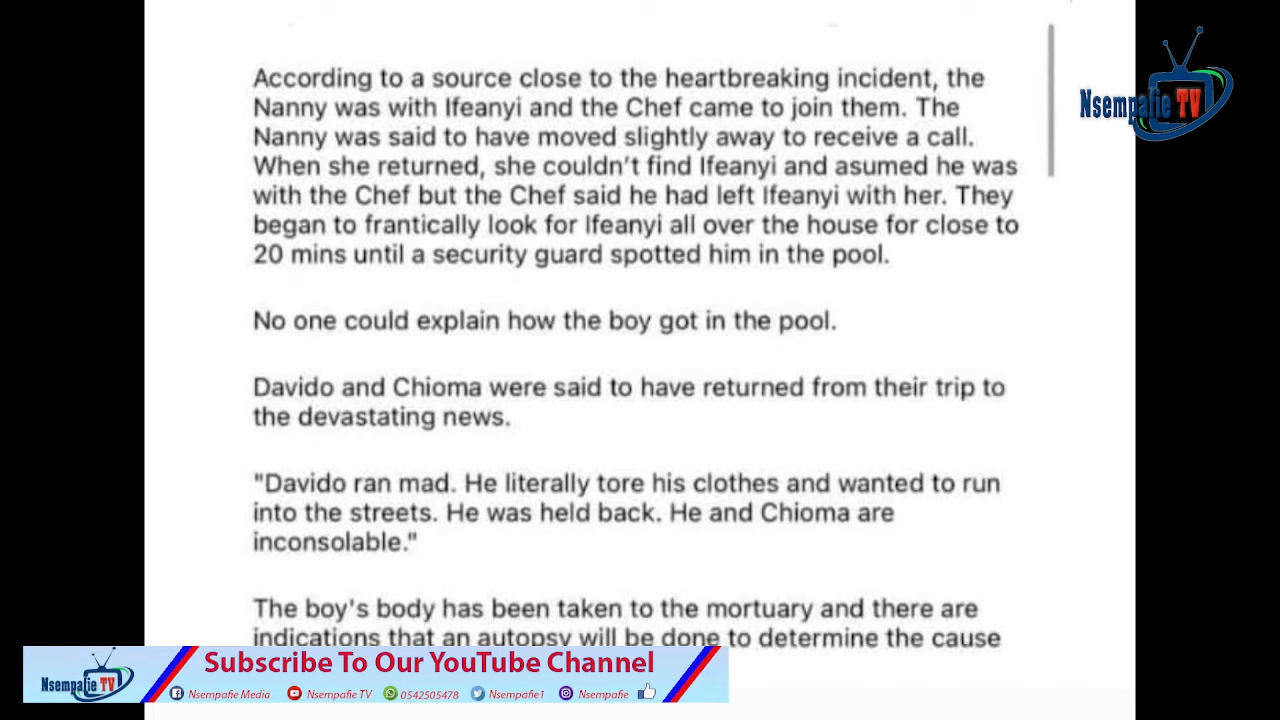 According to a source close to the heartbreaking incident, the
Nanny was with Ifeanyi and the Chef came to join them. The
Nanny was said to have moved slightly away to receive a call.
When she returned, she couldn't find Ifeanyi and asumed he was
with the Chef but the Chef said he had left Ifeanyi with her. They
began to frantically look for Ifeanyi all over the house for close to
20 mins until a security guard spotted him in the pool.
No one could explain how the boy got in the pool.
Davido and Chioma were said to have returned from their trip to
the devastating news.
"Davido ran mad. He literally tore his clothes and wanted to run
into the streets. He was held back. He and Chioma are
inconsolable."
The boy's body has been taken to the mortuary and there are
indications that an autopsy will be done to determine the cause
Nsempafie TV
Subscribe To Our YouTube Channel
Nsempafie TV
Nsempafie Media Nsempafie TV 0542505478 Nsempafie1 Nsempafie